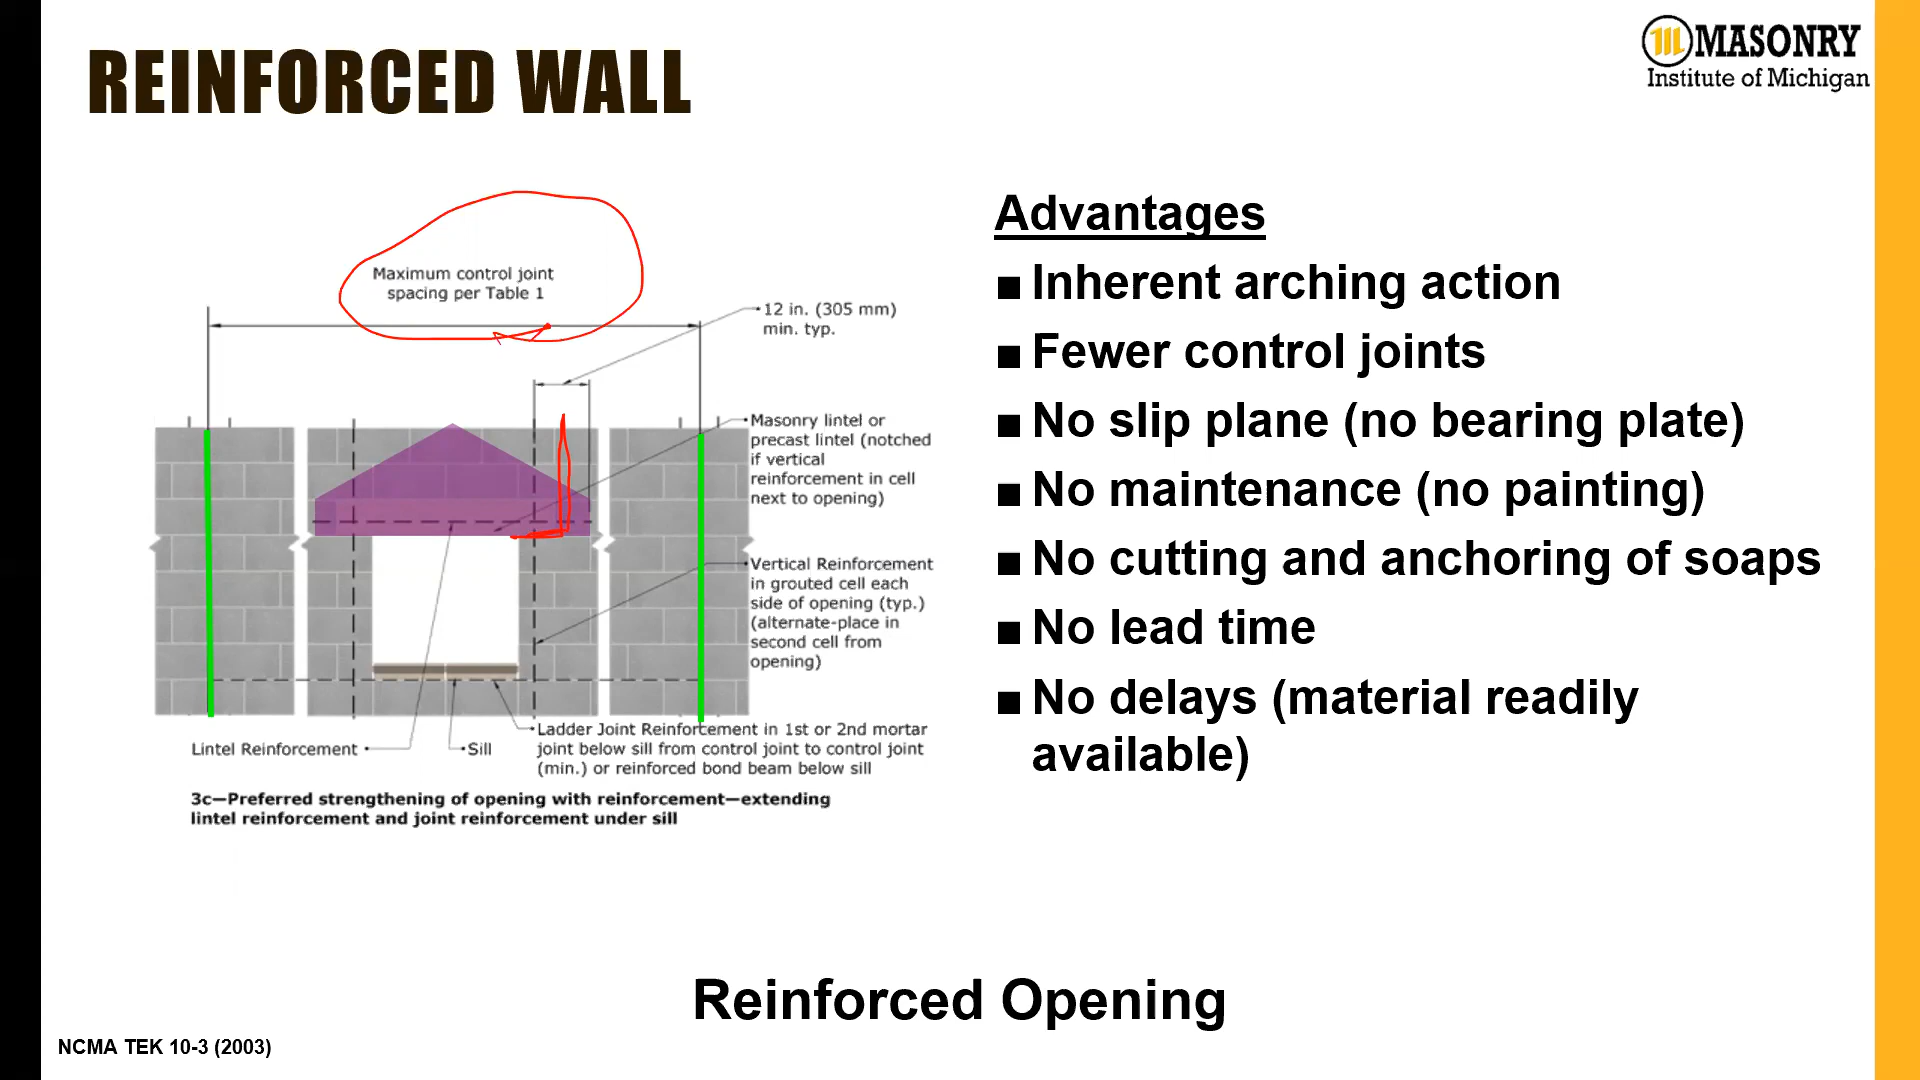 REINFORCED WALL
m MASONRY
Institute of Michigan
Maximum control joint
spacing per Table 1
12 in. (305 mm)
min. typ.
Masonry lintel or
precast lintel (notched
if vertical
reinforcement in cell
next to opening)
Vertical Reinforcement
in grouted cell each
side of opening (typ.)
(alternate-place in
second cell from
opening)
Lintel Reinforcement
Sill
Ladder Joint Reinforcement in 1st or 2nd mortar
joint below sill from control joint to control joint
(min.) or reinforced bond beam below sill
3c—Preferred strengthening of opening with reinforcement—extending
lintel reinforcement and joint reinforcement under sill
Advantages
■ Inherent arching action
■ Fewer control joints
■ No slip plane (no bearing plate)
■ No maintenance (no painting)
■ No cutting and anchoring of soaps
■ No lead time
■ No delays (material readily
available)
Reinforced Opening
NCMA TEK 10-3 (2003)